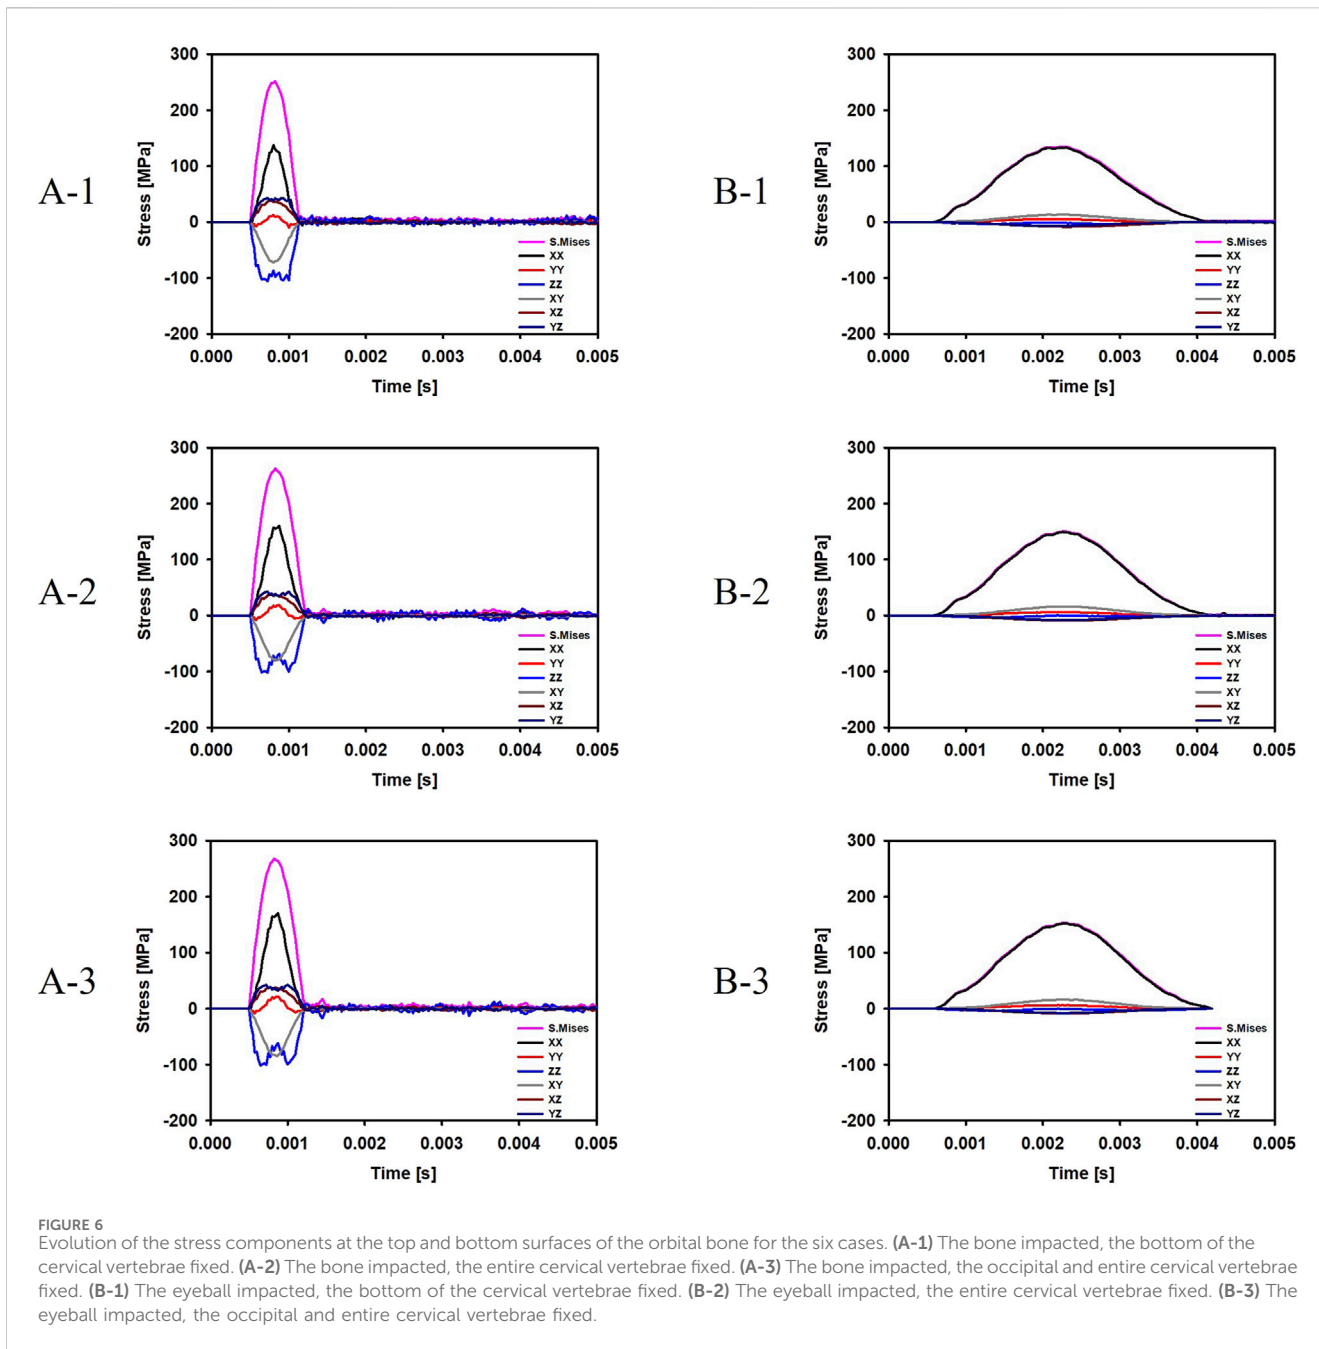 A-1
Stress [MPa]
300
200
100
0
-100
-200
S.Mises
XX
YY
ZZ
XY
XZ
YZ
0.000 0.001 0.002 0.003 0.004 0.005
Time [s]
B-1
Stress [MPa]
300
200
100
0
-100
-200
S.Mises
XX
YY
ZZ
XY
XZ
YZ
0.000 0.001 0.002 0.003 0.004 0.005
Time [s]
A-2
Stress [MPa]
300
200
100
0
-100
-200
S.Mises
XX
YY
ZZ
XY
XZ
YZ
0.000 0.001 0.002 0.003 0.004 0.005
Time [s]
B-2
Stress [MPa]
300
200
100
0
-100
-200
S.Mises
XX
YY
ZZ
XY
XZ
YZ
0.000 0.001 0.002 0.003 0.004 0.005
Time [s]
A-3
Stress [MPa]
300
200
100
0
-100
-200
S.Mises
XX
YY
ZZ
XY
XZ
YZ
0.000 0.001 0.002 0.003 0.004 0.005
Time [s]
B-3
Stress [MPa]
300
200
100
0
-100
-200
S.Mises
XX
YY
ZZ
XY
XZ
YZ
0.000 0.001 0.002 0.003 0.004 0.005
Time [s]
FIGURE 6
Evolution of the stress components at the top and bottom surfaces of the orbital bone for the six cases. (A-1) The bone impacted, the bottom of the
cervical vertebrae fixed. (A-2) The bone impacted, the entire cervical vertebrae fixed. (A-3) The bone impacted, the occipital and entire cervical vertebrae
fixed. (B-1) The eyeball impacted, the bottom of the cervical vertebrae fixed. (B-2) The eyeball impacted, the entire cervical vertebrae fixed. (B-3) The
eyeball impacted, the occipital and entire cervical vertebrae fixed.